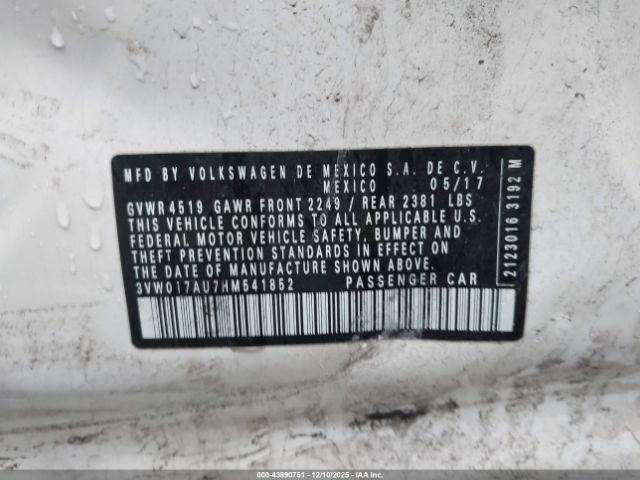 MFD BY VOLKSWAGEN DE MEXICO S.A. DE C.V.
MEXICO 05/17
GVWR 4519 GAWR FRONT 2249 / REAR 2381 LBS
THIS VEHICLE CONFORMS TO ALL APPLICABLE U.S.
FEDERAL MOTOR VEHICLE SAFETY, BUMPER AND
THEFT PREVENTION STANDARDS IN EFFECT ON
THE DATE OF MANUFACTURE SHOWN ABOVE.
3VW017AU7HM541852 PASSENGER CAR
2123016 3192 M
000-43890761 - 12/10/2025 - IAAI.COM